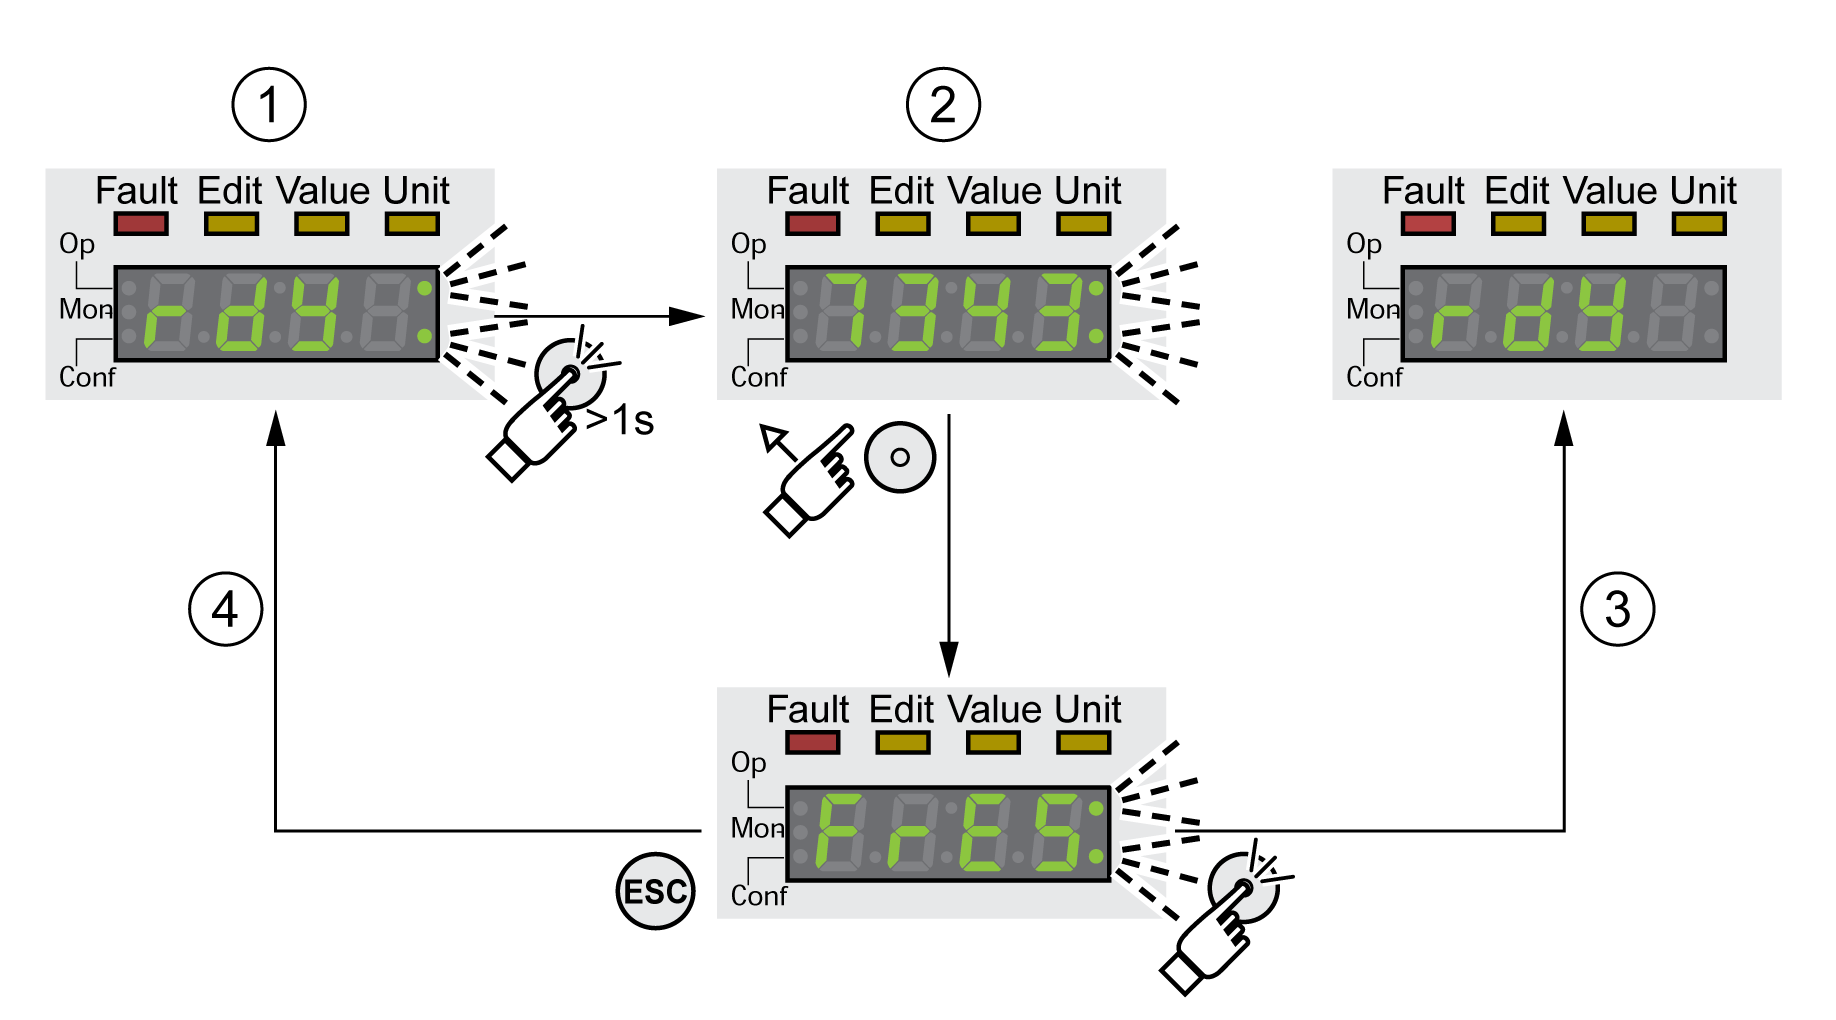 1
2
Fault Edit Value Unit
Op
Mon
Conf
rdy
>1s
Fault Edit Value Unit
Op
Mon
Conf
7343
Fault Edit Value Unit
Op
Mon
Conf
rdy
4
3
Fault Edit Value Unit
Op
Mon
Conf
FrES
ESC